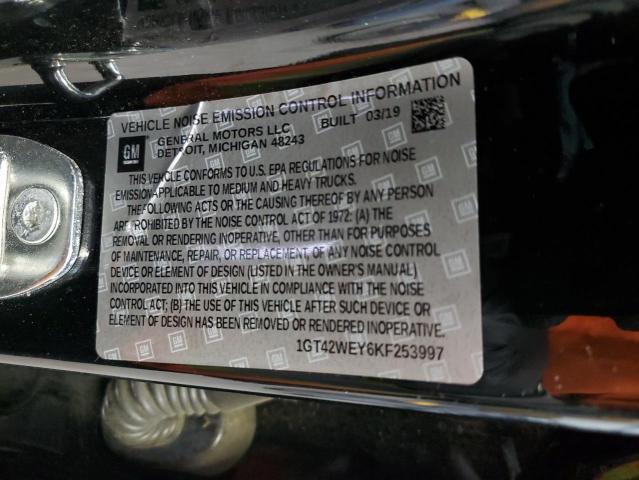 VEHICLE NOISE EMISSION CONTROL INFORMATION
GM
GENERAL MOTORS LLC BUILT 03/19
DETROIT, MICHIGAN 48243
THIS VEHICLE CONFORMS TO U.S. EPA REGULATIONS FOR NOISE
EMISSION APPLICABLE TO MEDIUM AND HEAVY TRUCKS.
THE FOLLOWING ACTS OR THE CAUSING THEREOF BY ANY PERSON
ARE PROHIBITED BY THE NOISE CONTROL ACT OF 1972: (A) THE
REMOVAL OR RENDERING INOPERATIVE, OTHER THAN FOR PURPOSES
OF MAINTENANCE, REPAIR, OR REPLACEMENT, OF ANY NOISE CONTROL
DEVICE OR ELEMENT OF DESIGN (LISTED IN THE OWNER'S MANUAL)
INCORPORATED INTO THIS VEHICLE IN COMPLIANCE WITH THE NOISE
CONTROL ACT; (B) THE USE OF THIS VEHICLE AFTER SUCH DEVICE OR
ELEMENT OF DESIGN HAS BEEN REMOVED OR RENDERED INOPERATIVE.
1GT42WEY6KF253997